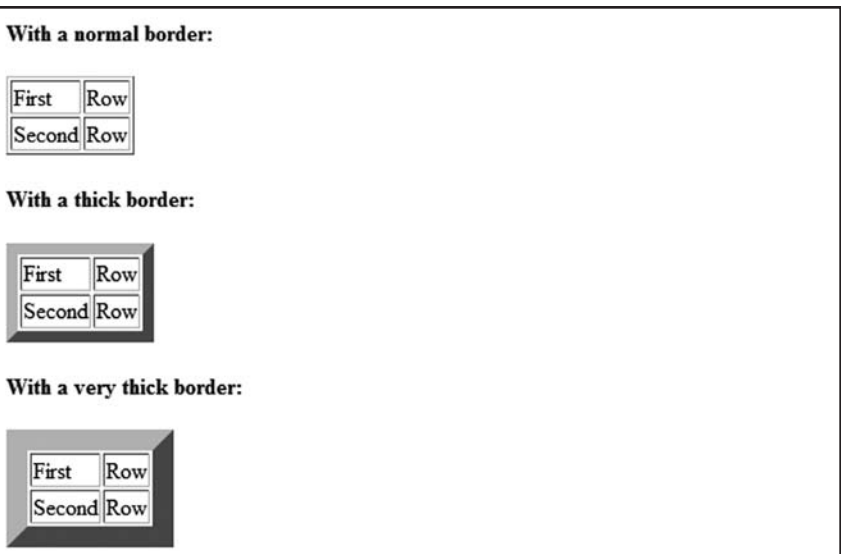 With a normal border:
First Row
Second Row
With a thick border:
First Row
Second Row
With a very thick border:
First Row
Second Row